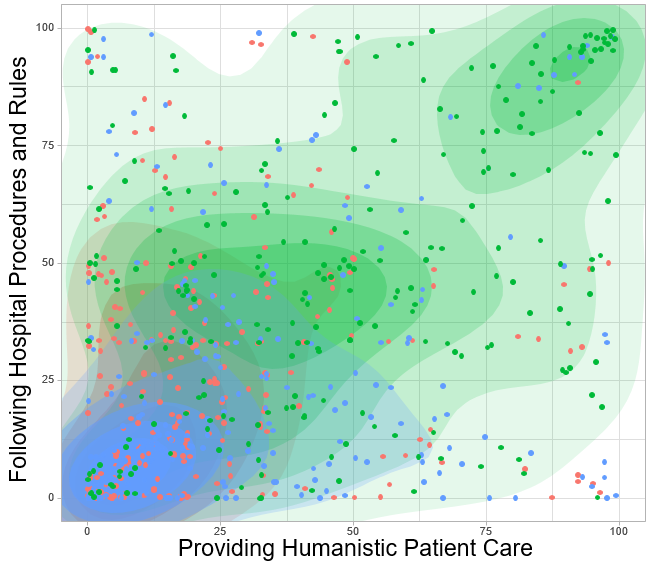 Following Hospital Procedures and Rules
100
75
50
25
0
0 25 50 75 100
Providing Humanistic Patient Care